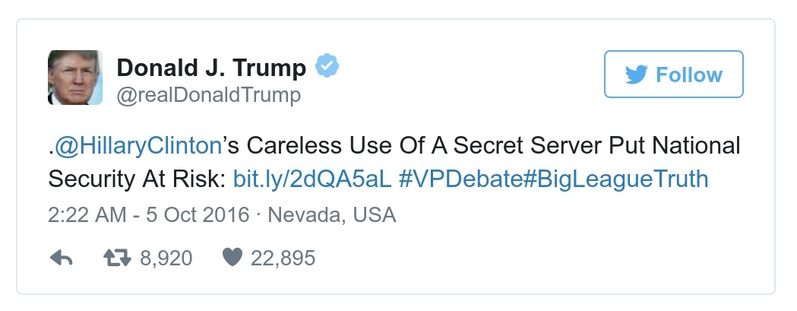 Donald J. Trump
@realDonaldTrump
Follow
.@HillaryClinton’s Careless Use Of A Secret Server Put National
Security At Risk: bit.ly/2dQA5aL #VPDebate#BigLeagueTruth
2:22 AM - 5 Oct 2016 · Nevada, USA
8,920 22,895